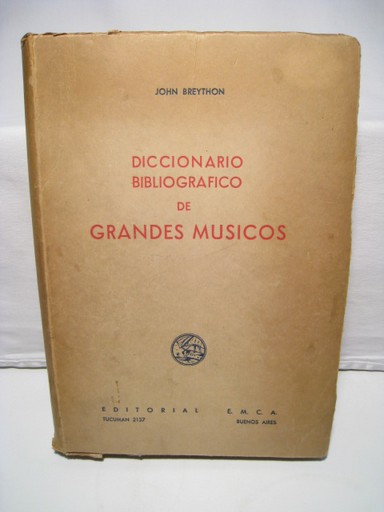 JOHN BREYTHON
DICCIONARIO
BIBLIOGRAFICO
DE
GRANDES MUSICOS
EDITORIAL E. M. C. A.
TUCUMAN 2137 BUENOS AIRES